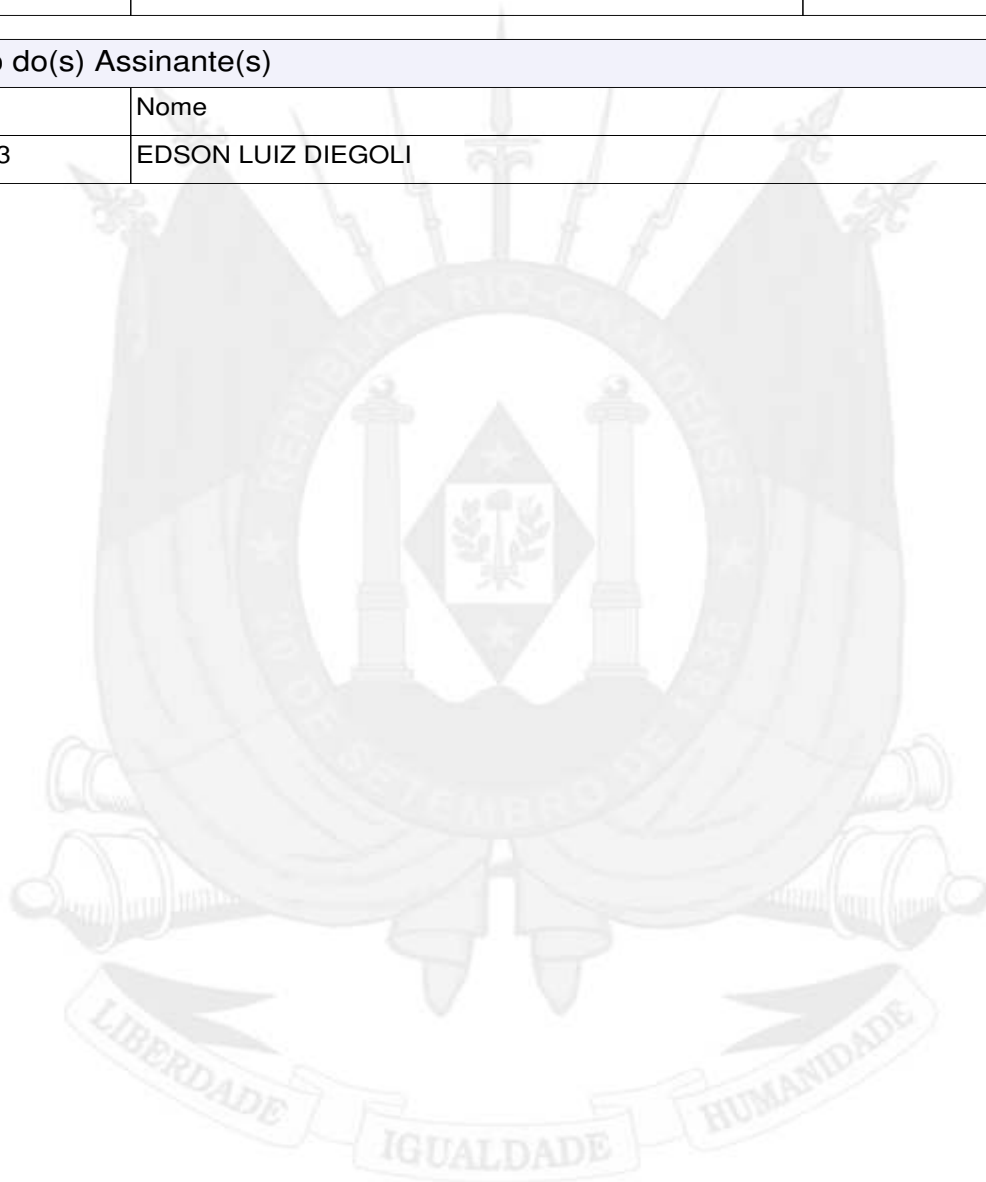 o do(s) Assinante(s)
Nome
3 EDSON LUIZ DIEGOLI
REPUBLICA RIO-GRANDENSE
20 DE SETEMBRO DE 1835
LIBERDADE
IGUALDADE
HUMANIDADE